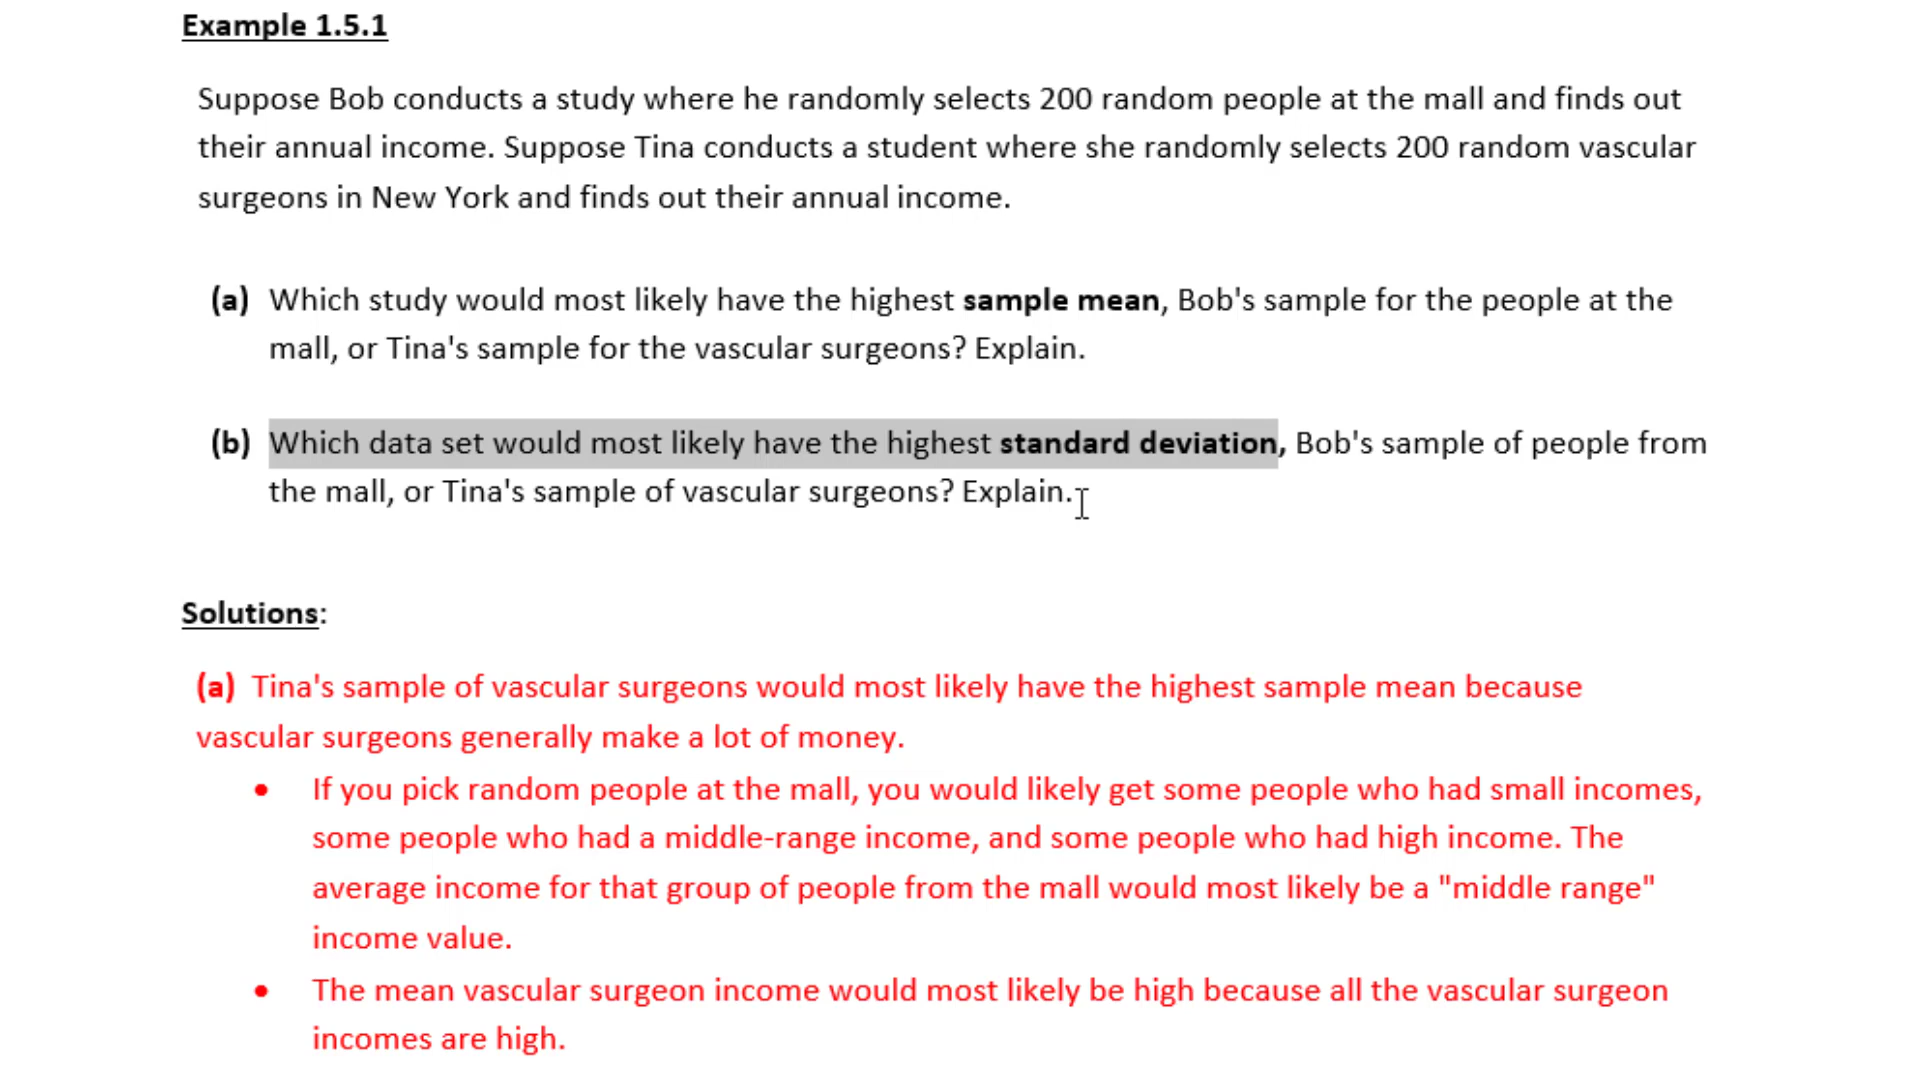 Example 1.5.1
Suppose Bob conducts a study where he randomly selects 200 random people at the mall and finds out
their annual income. Suppose Tina conducts a student where she randomly selects 200 random vascular
surgeons in New York and finds out their annual income.
(a) Which study would most likely have the highest sample mean, Bob's sample for the people at the
mall, or Tina's sample for the vascular surgeons? Explain.
(b) Which data set would most likely have the highest standard deviation, Bob's sample of people from
the mall, or Tina's sample of vascular surgeons? Explain.
Solutions:
(a) Tina's sample of vascular surgeons would most likely have the highest sample mean because
vascular surgeons generally make a lot of money.
• If you pick random people at the mall, you would likely get some people who had small incomes,
some people who had a middle-range income, and some people who had high income. The
average income for that group of people from the mall would most likely be a "middle range"
income value.
• The mean vascular surgeon income would most likely be high because all the vascular surgeon
incomes are high.